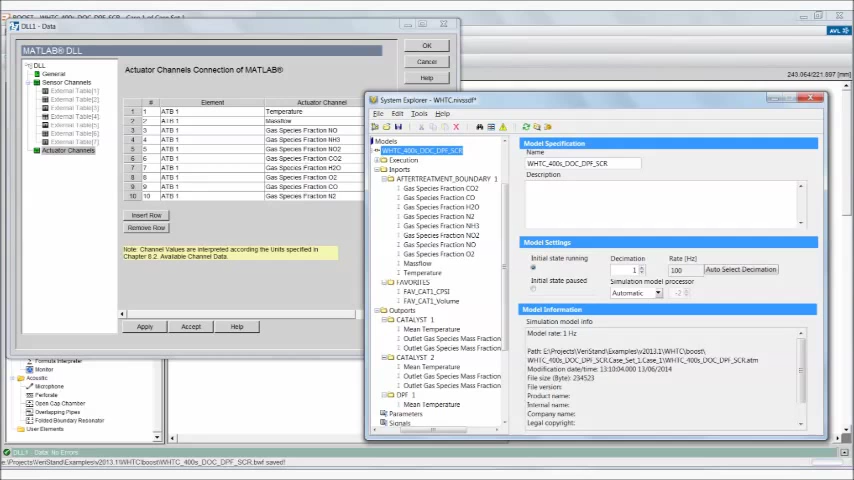 DLL1 - Data
MATLAB® DLL
OK
Cancel
Help
DLL
General
Sensor Channels
External Table[1]
External Table[2]
External Table[3]
External Table[4]
External Table[5]
External Table[6]
External Table[7]
Actuator Channels
Actuator Channels Connection of MATLAB®
# Element Actuator Channel
1 1 ATB 1 Temperature
2 2 ATB 1 Massflow
3 3 ATB 1 Gas Species Fraction NO
4 4 ATB 1 Gas Species Fraction NH3
5 5 ATB 1 Gas Species Fraction NO2
6 6 ATB 1 Gas Species Fraction CO2
7 7 ATB 1 Gas Species Fraction H2O
8 8 ATB 1 Gas Species Fraction O2
9 9 ATB 1 Gas Species Fraction CO
10 10 ATB 1 Gas Species Fraction N2
Insert Row
Remove Row
Note: Channel Values are interpreted according the Units specified in
Chapter 8.2. Available Channel Data.
Apply
Accept
Help
AVL
243.064/221.897 [mm]
System Explorer - WHTC.nivssdf*
File Edit Tools Help
Models
WHTC_400s_DOC_DPF_SCR
Execution
Inports
AFTERTREATMENT_BOUNDARY 1
Gas Species Fraction CO2
Gas Species Fraction CO
Gas Species Fraction H2O
Gas Species Fraction N2
Gas Species Fraction NH3
Gas Species Fraction NO2
Gas Species Fraction NO
Gas Species Fraction O2
Massflow
Temperature
FAVORITES
FAV_CAT1_CPSI
FAV_CAT1_Volume
Outports
CATALYST 1
Mean Temperature
Outlet Gas Species Mass Fraction
Outlet Gas Species Mass Fraction
CATALYST 2
Mean Temperature
Outlet Gas Species Mass Fraction
Outlet Gas Species Mass Fraction
DPF 1
Mean Temperature
Parameters
Signals
Model Specification
Name
WHTC_400s_DOC_DPF_SCR
Description
Model Settings
Initial state running
Initial state paused
Decimation
1
Rate [Hz]
100
Auto Select Decimation
Simulation model processor
Automatic
-2
Model Information
Simulation model info
Model rate: 1 Hz
Path: E:\Projects\VeriStand\Examples\v2013.1\WHTC\boost\
WHTC_400s_DOC_DPF_SCR.Case_Set_1.Case_1\WHTC_400s_DOC_DPF_SCR.atm
Modification date/time: 13:10:04.000 13/06/2014
File size (Byte): 234523
File version:
Product name:
Internal name:
Company name:
Legal copyright:
Formula Interpreter
Monitor
Acoustic
Microphone
Perforate
Open Cap Chamber
Overlapping Pipes
Folded Boundary Resonator
User Elements
DLL1 - Data: No Errors
\Projects\VeriStand\Examples\v2013.1\WHTC\boost\WHTC_400s_DOC_DPF_SCR.bwf saved!